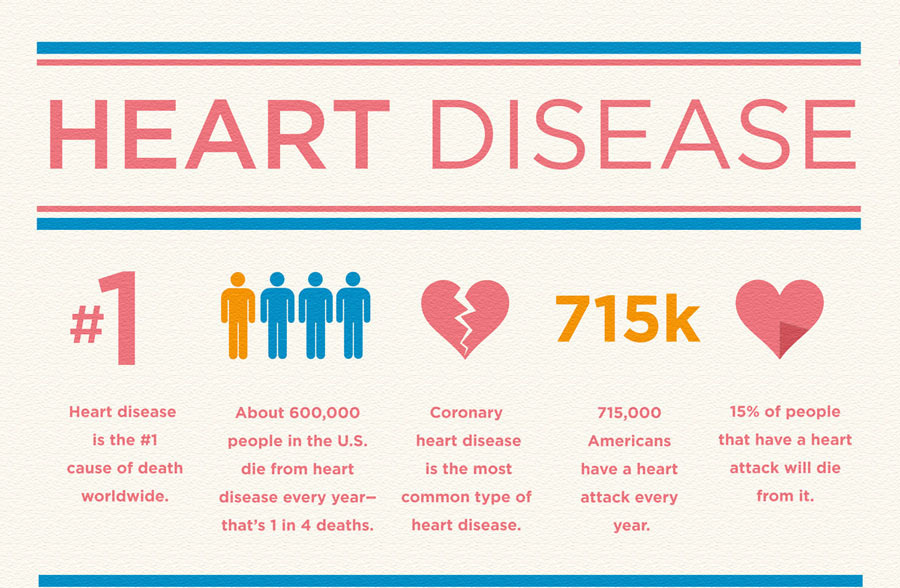 HEART DISEASE
#1
715k
Heart disease
is the #1
cause of death
worldwide.
About 600,000
people in the U.S.
die from heart
disease every year—
that's 1 in 4 deaths.
Coronary
heart disease
is the most
common type of
heart disease.
715,000
Americans
have a heart
attack every
year.
15% of people
that have a heart
attack will die
from it.